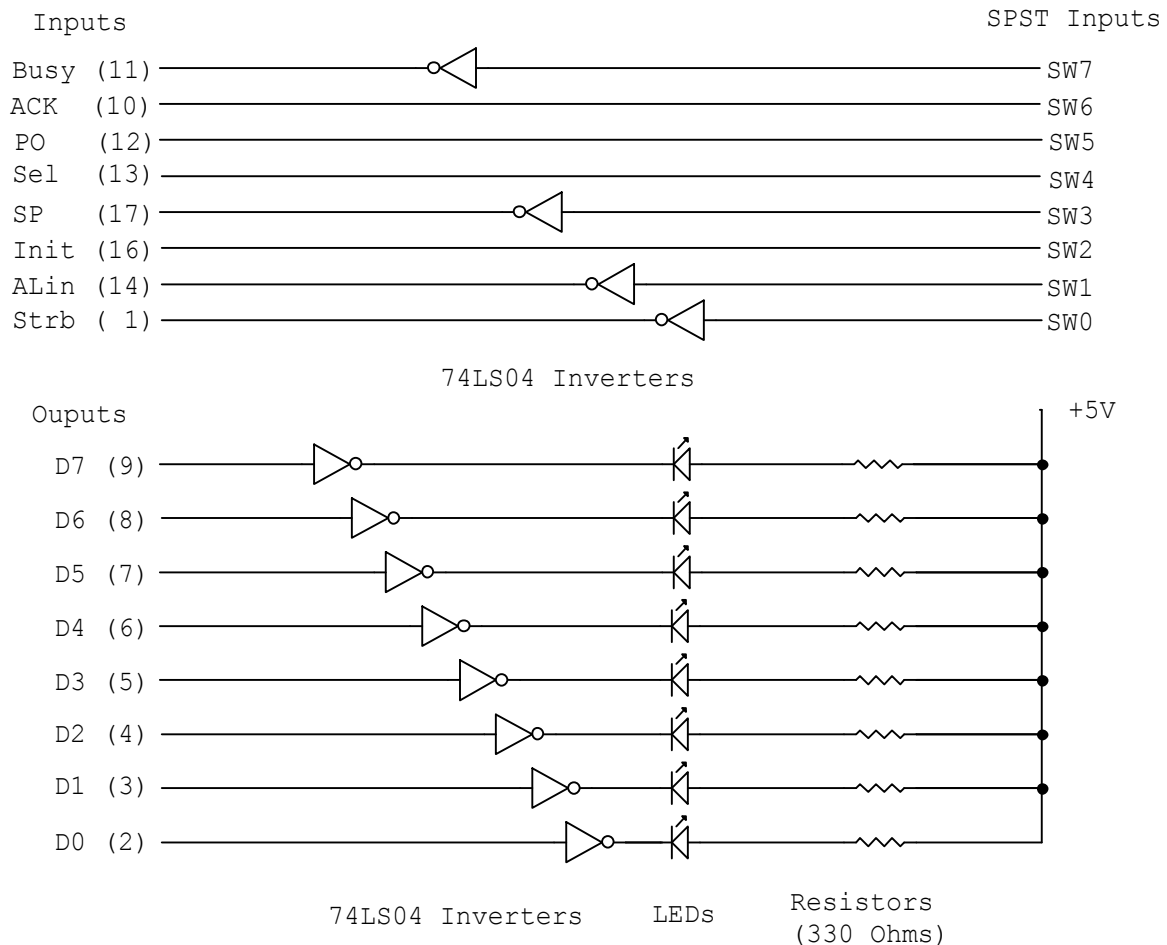 Inputs
SPST Inputs
Busy (11)
SW7
ACK (10)
SW6
PO (12)
SW5
Sel (13)
SW4
SP (17)
SW3
Init (16)
SW2
ALin (14)
SW1
Strb ( 1)
SW0
74LS04 Inverters
Ouputs
+5V
D7 (9)
D6 (8)
D5 (7)
D4 (6)
D3 (5)
D2 (4)
D1 (3)
D0 (2)
74LS04 Inverters
LEDs
Resistors
(330 Ohms)